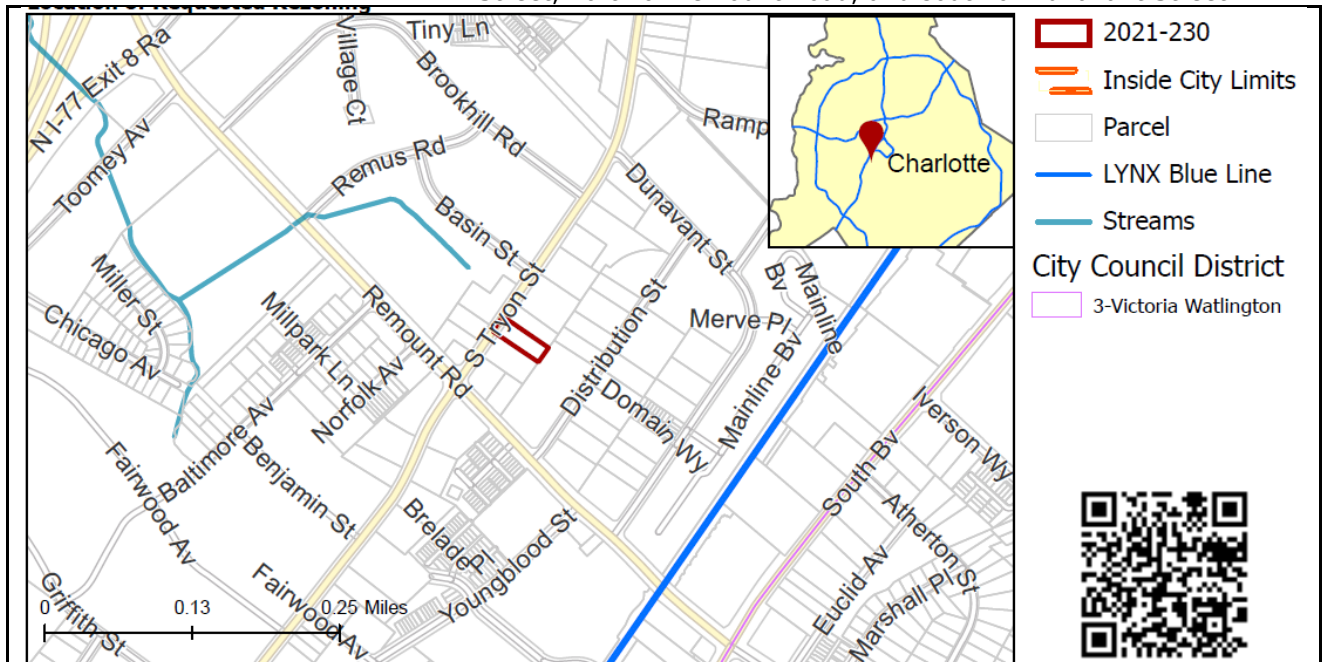 Tiny Ln
Village Ct
N I-77 Exit 8 Ra
Brookhill Rd
Ramp
Toomey Av
Remus Rd
Dunavant St
Basin St
Miller St
Chicago Av
Millpark Ln
Norfolk Av
Remount Rd
S Tryon St
Distribution St
Merve Pl
Mainline Bv
Mainline Bv
Domain Wy
Iverson Wy
South Bv
Atherton St
Euclid Av
Marshall Pl
Baltimore Av
Benjamin St
Fairwood Av
Brelade Pl
Youngblood St
Fairwood Av
Griffith St
0 0.13 0.25 Miles
Charlotte
2021-230
Inside City Limits
Parcel
LYNX Blue Line
Streams
City Council District
3-Victoria Watlington